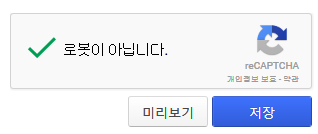 로봇이 아닙니다.
reCAPTCHA
개인정보 보호 - 약관
미리보기
저장